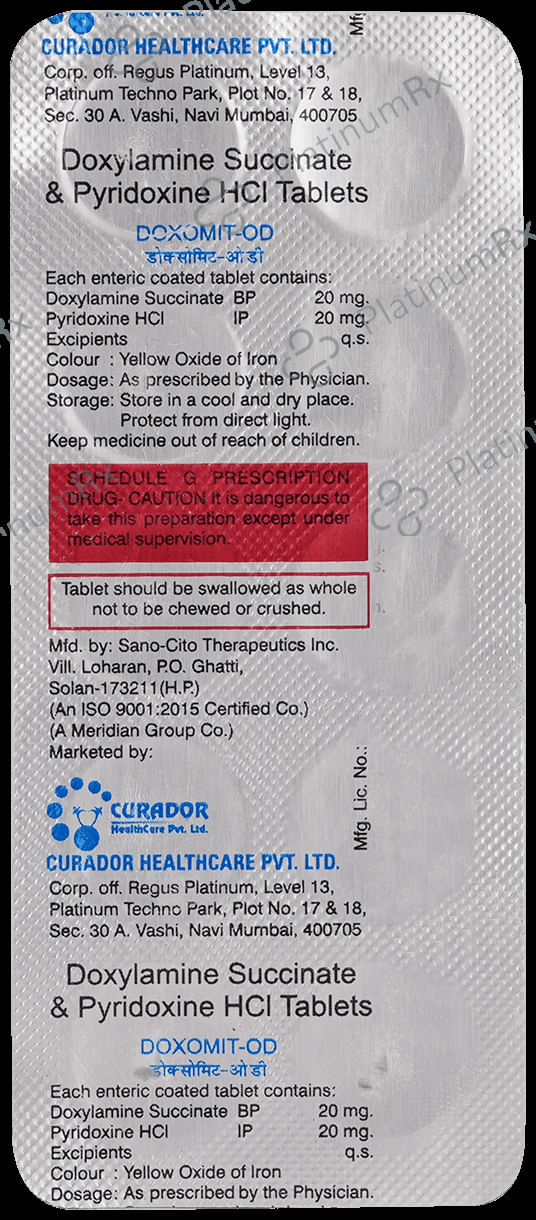 CURADOR HEALTHCARE PVT. LTD.
Corp. off. Regus Platinum, Level 13,
Platinum Techno Park, Plot No. 17 & 18,
Sec. 30 A. Vashi, Navi Mumbai, 400705
Doxylamine Succinate
& Pyridoxine HCl Tablets
DOXOMIT-OD
डोक्सोमिट-ओ डी
Each enteric coated tablet contains:
Doxylamine Succinate BP 20 mg.
Pyridoxine HCl IP 20 mg.
Excipients q.s.
Colour : Yellow Oxide of Iron
Dosage: As prescribed by the Physician.
Storage: Store in a cool and dry place.
Protect from direct light.
Keep medicine out of reach of children.
SCHEDULE G PRESCRIPTION
DRUG- CAUTION It is dangerous to
take this preparation except under
medical supervision.
Tablet should be swallowed as whole
not to be chewed or crushed.
Mfd. by: Sano-Cito Therapeutics Inc.
Vill. Loharan, P.O. Ghatti,
Solan-173211(H.P.)
(An ISO 9001:2015 Certified Co.)
(A Meridian Group Co.)
Marketed by:
Mfg. Lic. No.:
CURADOR
HealthCare Pvt. Ltd.
CURADOR HEALTHCARE PVT. LTD.
Corp. off. Regus Platinum, Level 13,
Platinum Techno Park, Plot No. 17 & 18,
Sec. 30 A. Vashi, Navi Mumbai, 400705
Doxylamine Succinate
& Pyridoxine HCl Tablets
DOXOMIT-OD
डोक्सोमिट-ओ डी
Each enteric coated tablet contains:
Doxylamine Succinate BP 20 mg.
Pyridoxine HCl IP 20 mg.
Excipients q.s.
Colour : Yellow Oxide of Iron
Dosage: As prescribed by the Physician.
PlatinumRx
PlatinumRx